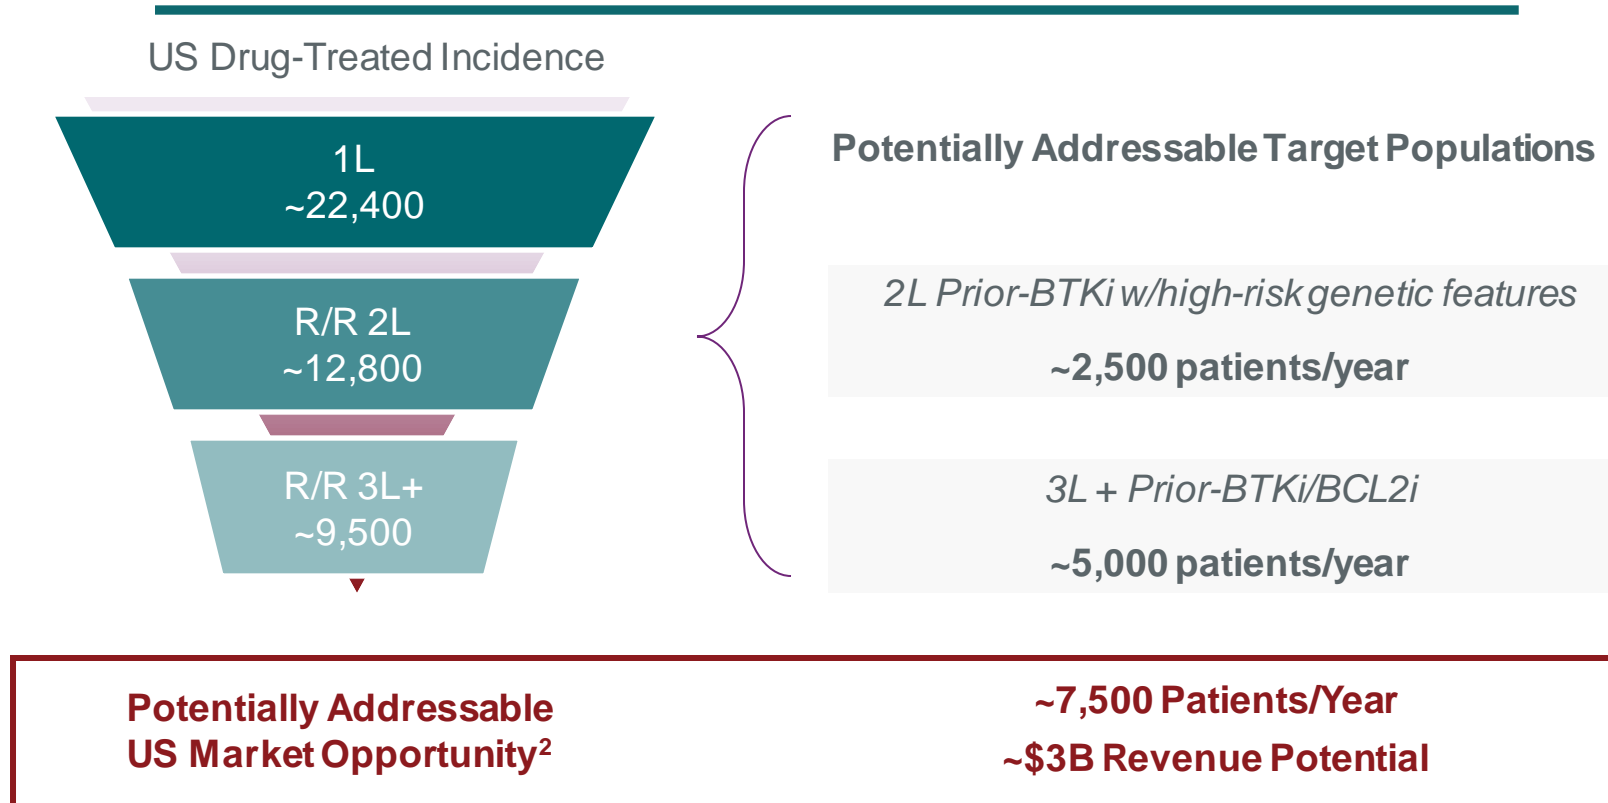 US Drug-Treated Incidence
1L
~22,400
R/R 2L
~12,800
R/R 3L+
~9,500
Potentially Addressable Target Populations
2L Prior-BTKi w/high-risk genetic features
~2,500 patients/year
3L + Prior-BTKi/BCL2i
~5,000 patients/year
Potentially Addressable
US Market Opportunity²
~7,500 Patients/Year
~$3B Revenue Potential